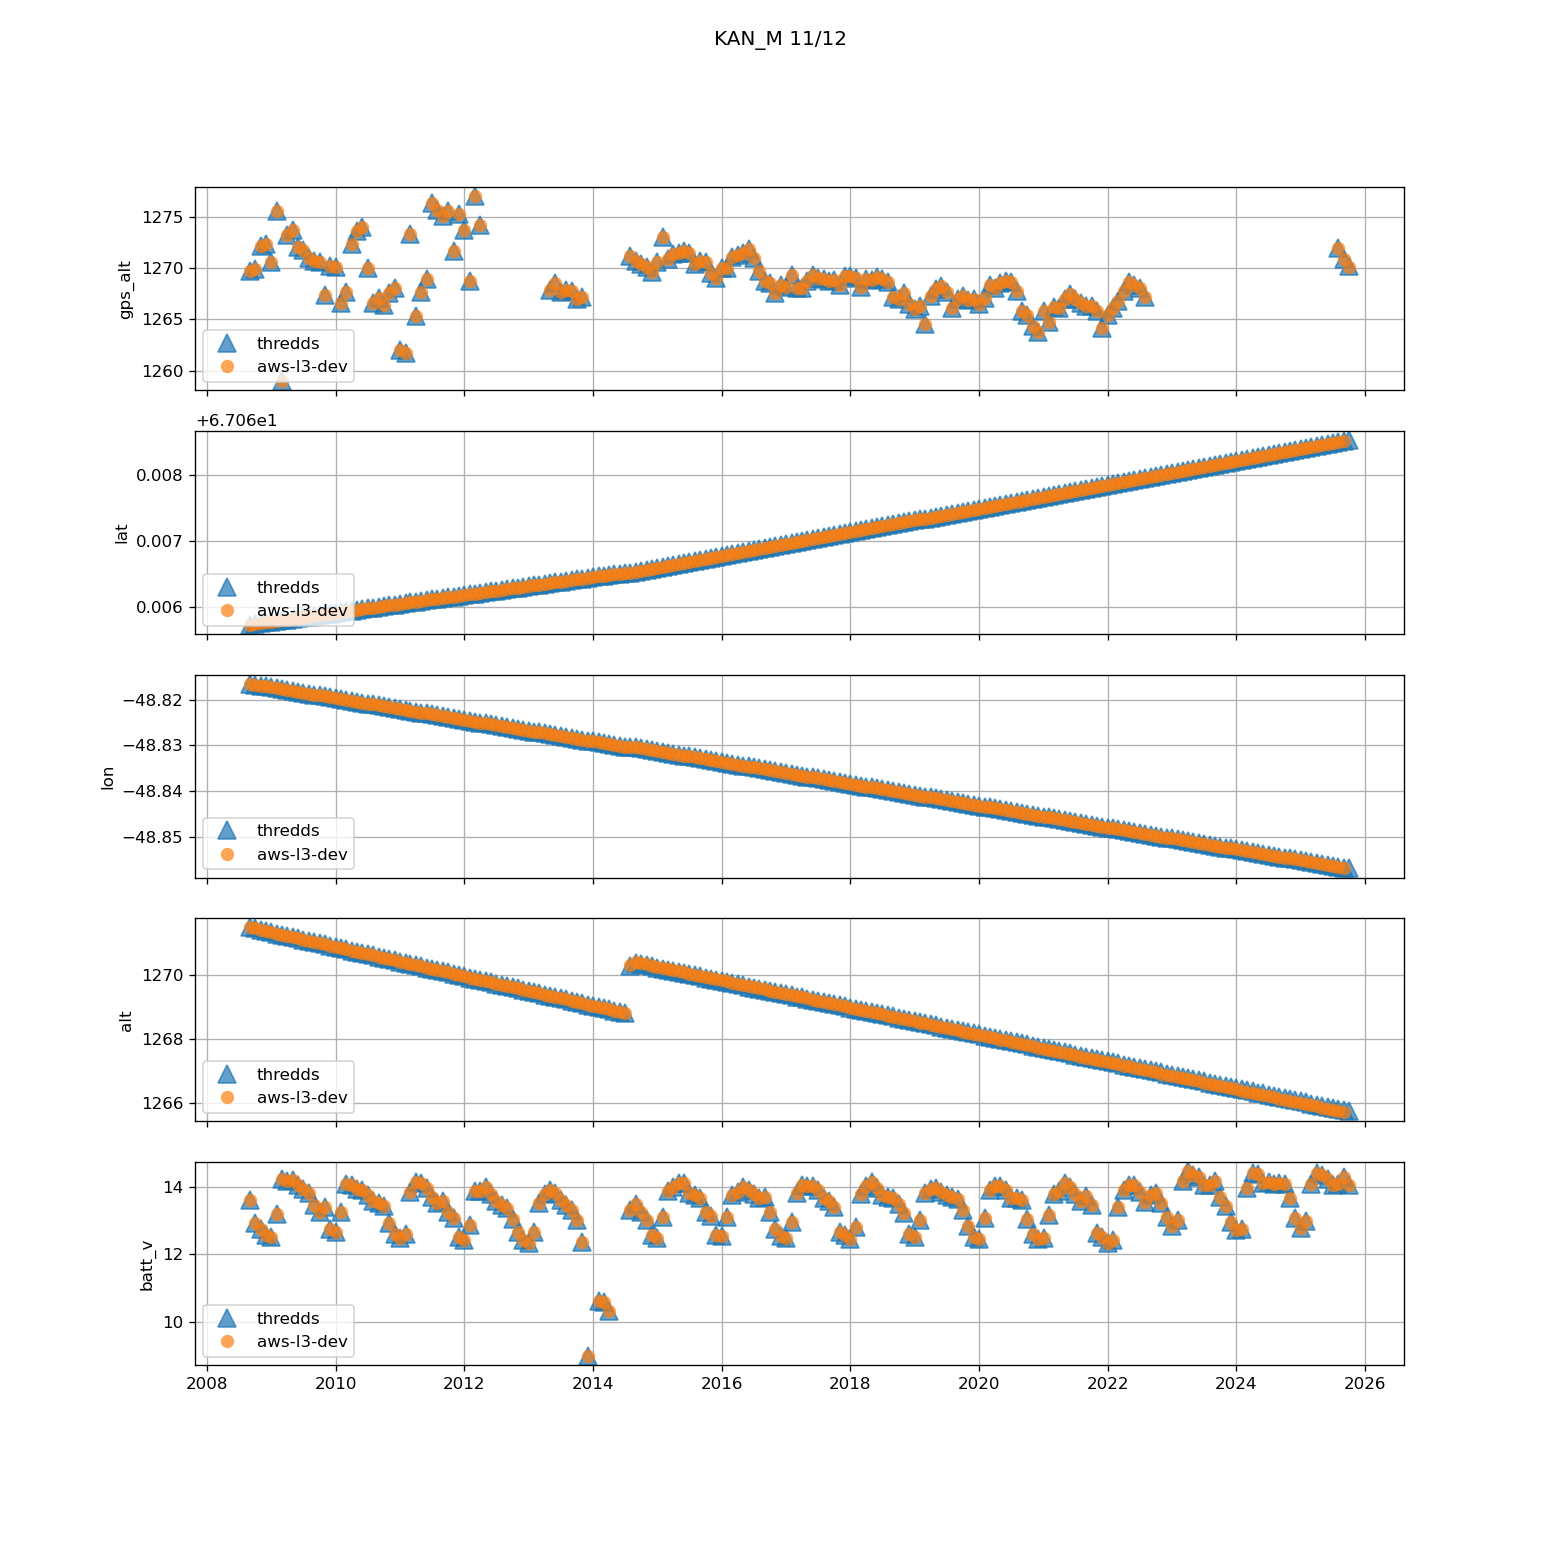 KAN_M 11/12
1275
1270
1265
1260
gps_alt
thredds
aws-l3-dev
+6.706e1
0.008
0.007
0.006
lat
thredds
aws-l3-dev
−48.82
−48.83
−48.84
−48.85
lon
thredds
aws-l3-dev
1270
1268
1266
alt
thredds
aws-l3-dev
14
12
10
batt_v
thredds
aws-l3-dev
2008 2010 2012 2014 2016 2018 2020 2022 2024 2026